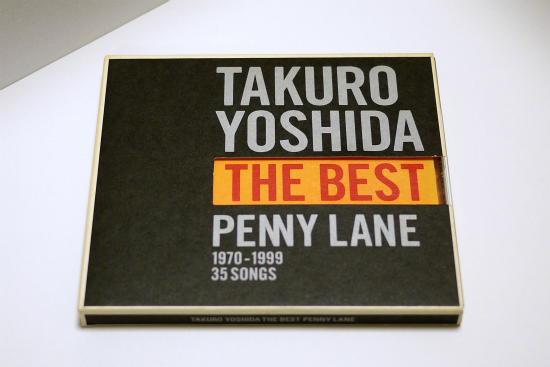 TAKURO
YOSHIDA
THE BEST
PENNY LANE
1970-1999
35 SONGS
TAKURO YOSHIDA THE BEST PENNY LANE